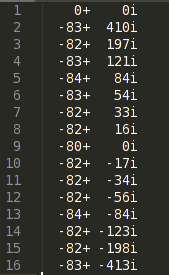 1 0+ 0i
2 -83+ 410i
3 -82+ 197i
4 -83+ 121i
5 -84+ 84i
6 -83+ 54i
7 -82+ 33i
8 -82+ 16i
9 -80+ 0i
10 -82+ -17i
11 -82+ -34i
12 -82+ -56i
13 -84+ -84i
14 -82+ -123i
15 -82+ -198i
16 -83+ -413i